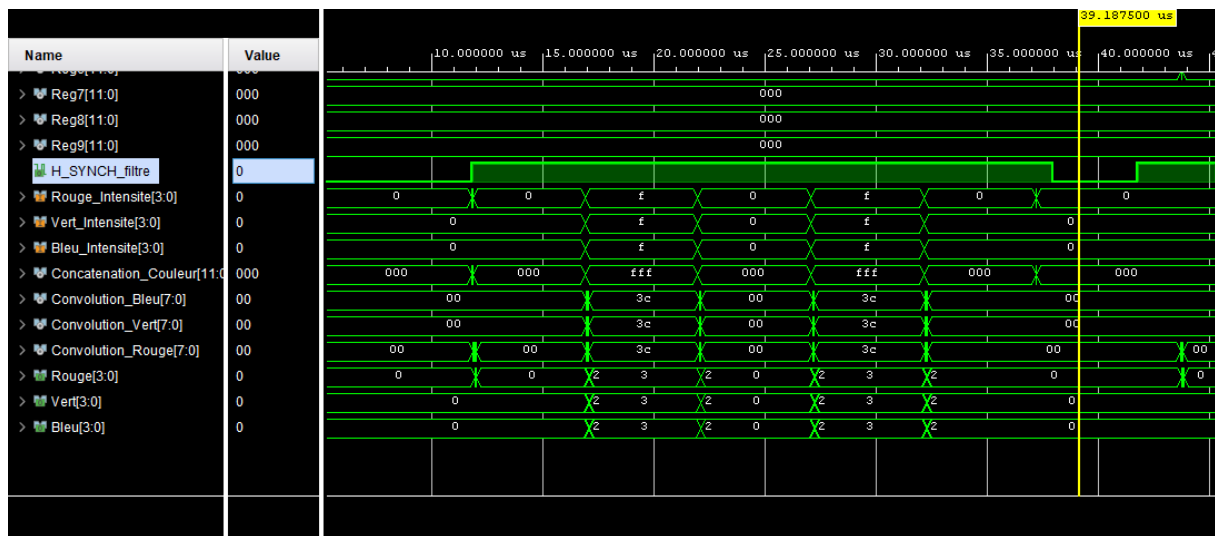 39.187500 us
Name Value 10.000000 us 15.000000 us 20.000000 us 25.000000 us 30.000000 us 35.000000 us 40.000000 us
Reg7[11:0] 000 000
Reg8[11:0] 000 000
Reg9[11:0] 000 000
H_SYNCH_filtre 0
Rouge_Intensite[3:0] 0 0 0 f 0 f 0 0
Vert_Intensite[3:0] 0 0 f 0 f 0
Bleu_Intensite[3:0] 0 0 f 0 f 0
Concatenation_Couleur[11:0 000 000 000 fff 000 fff 000 000
Convolution_Bleu[7:0] 00 00 3c 00 3c 00
Convolution_Vert[7:0] 00 00 3c 00 3c 00
Convolution_Rouge[7:0] 00 00 00 3c 00 3c 00 00
Rouge[3:0] 0 0 0 2 3 2 0 2 3 2 0 0
Vert[3:0] 0 0 2 3 2 0 2 3 2 0
Bleu[3:0] 0 0 2 3 2 0 2 3 2 0